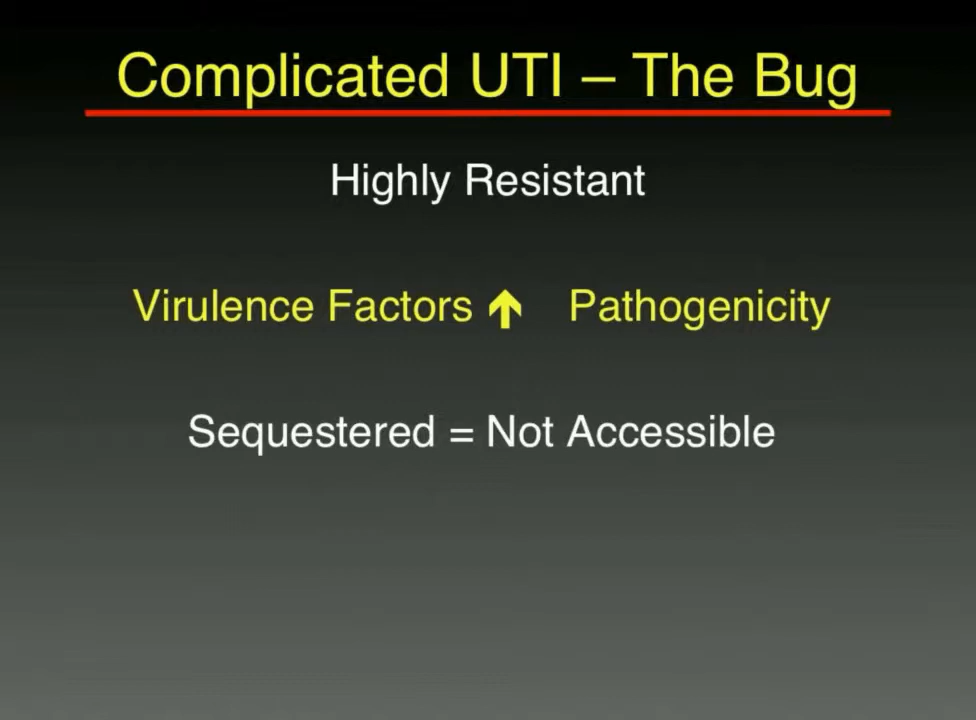 Complicated UTI – The Bug
Highly Resistant
Virulence Factors ↑ Pathogenicity
Sequestered = Not Accessible